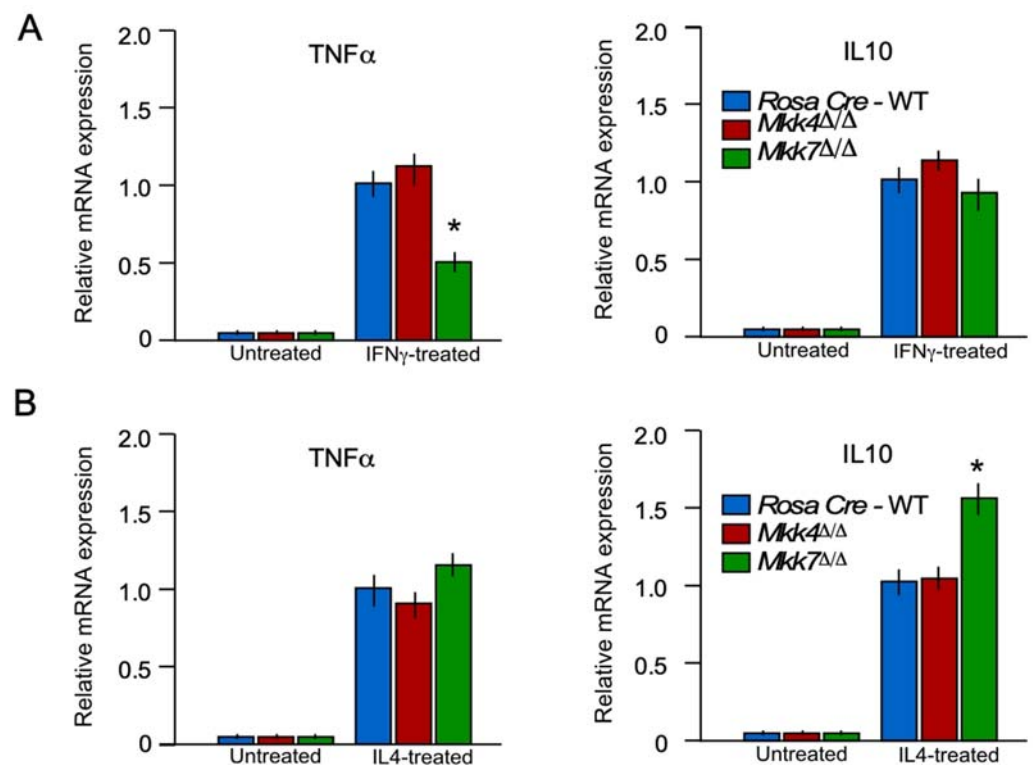 A
Relative mRNA expression
2.0
1.5
1.0
0.5
0
TNFα
*
Untreated
IFNγ-treated
Relative mRNA expression
2.0
1.5
1.0
0.5
0
IL10
Rosa Cre - WT
Mkk4Δ/Δ
Mkk7Δ/Δ
Untreated
IFNγ-treated
B
Relative mRNA expression
2.0
1.5
1.0
0.5
0
TNFα
Untreated
IL4-treated
Relative mRNA expression
2.0
1.5
1.0
0.5
0
IL10
*
Rosa Cre - WT
Mkk4Δ/Δ
Mkk7Δ/Δ
Untreated
IL4-treated